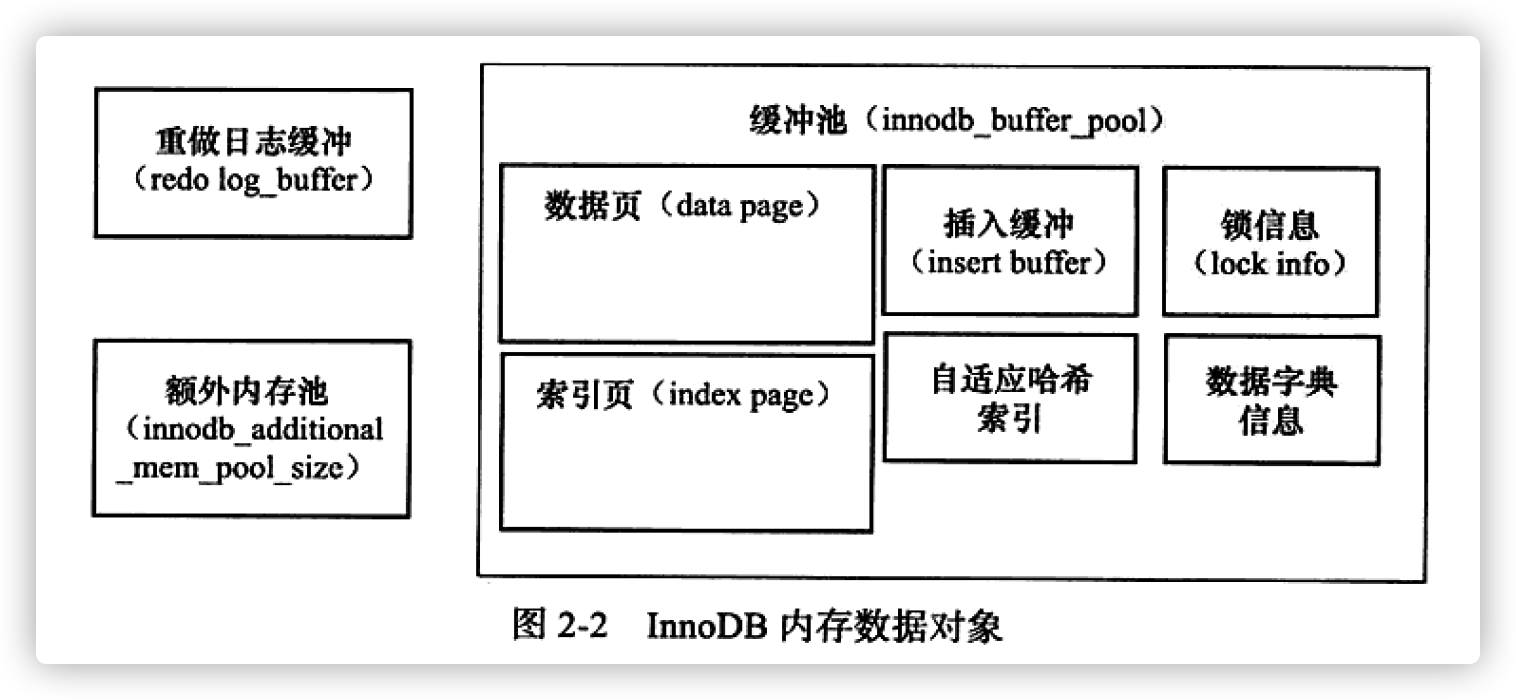 重做日志缓冲
（redo log_buffer）
额外内存池
（innodb_additional
_mem_pool_size）
缓冲池（innodb_buffer_pool）
数据页（data page）
索引页（index page）
插入缓冲
（insert buffer）
自适应哈希
索引
锁信息
（lock info）
数据字典
信息
图 2-2 InnoDB 内存数据对象